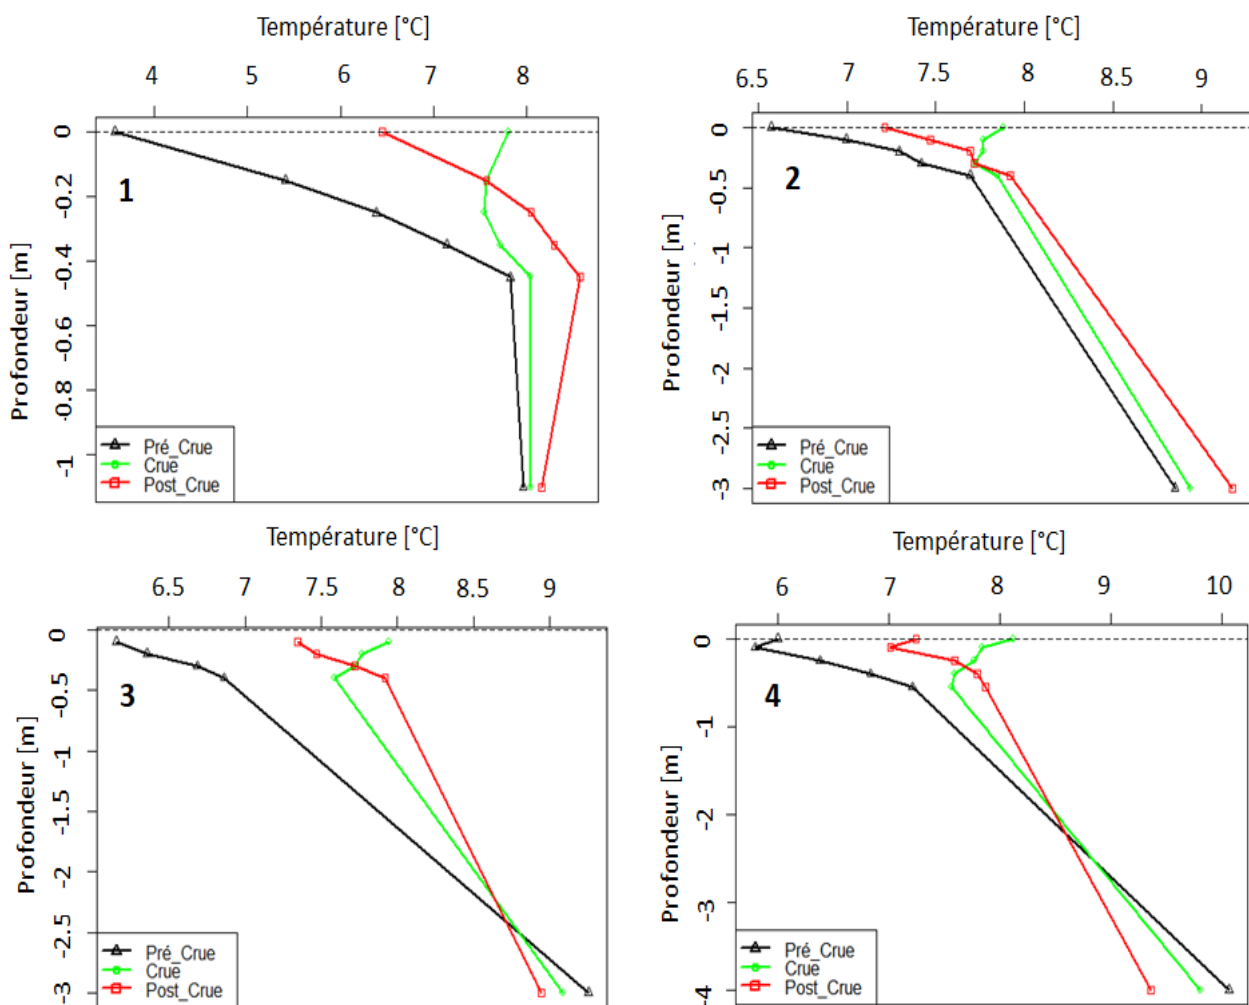 Température [°C]
4 5 6 7 8
Profondeur [m]
0
-0.2
-0.4
-0.6
-0.8
-1
1
Pré_Crue
Crue
Post_Crue
Température [°C]
6.5 7 7.5 8 8.5 9
Profondeur [m]
0
-0.5
-1
-1.5
-2
-2.5
-3
2
Pré_Crue
Crue
Post_Crue
Température [°C]
6.5 7 7.5 8 8.5 9
Profondeur [m]
0
-0.5
-1
-1.5
-2
-2.5
-3
3
Pré_Crue
Crue
Post_Crue
Température [°C]
6 7 8 9 10
Profondeur [m]
0
-1
-2
-3
-4
4
Pré_Crue
Crue
Post_Crue